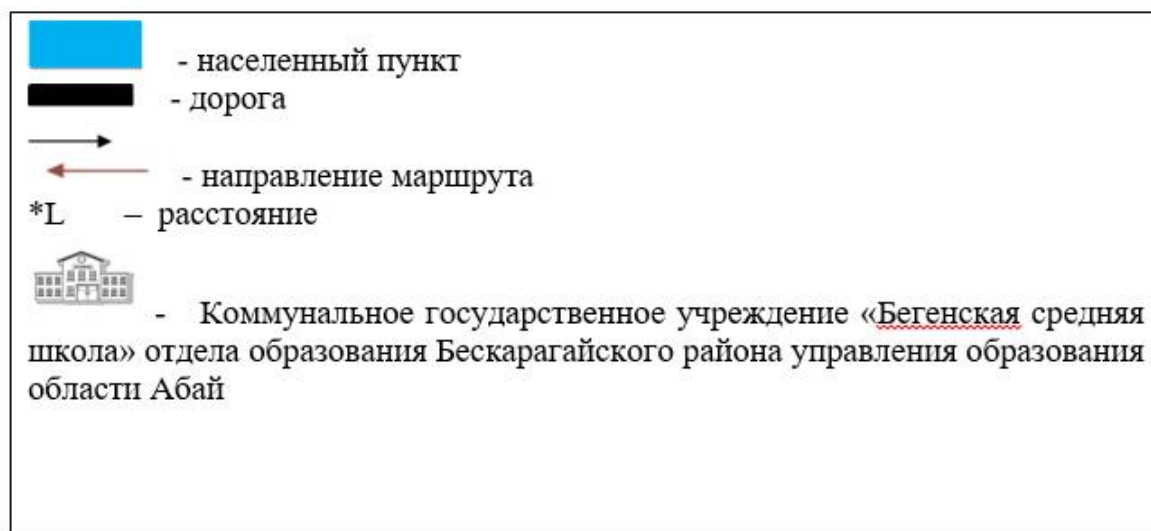 - населенный пункт
- дорога
- направление маршрута
*L – расстояние
- Коммунальное государственное учреждение «Бегенская средняя
школа» отдела образования Бескарагайского района управления образования
области Абай